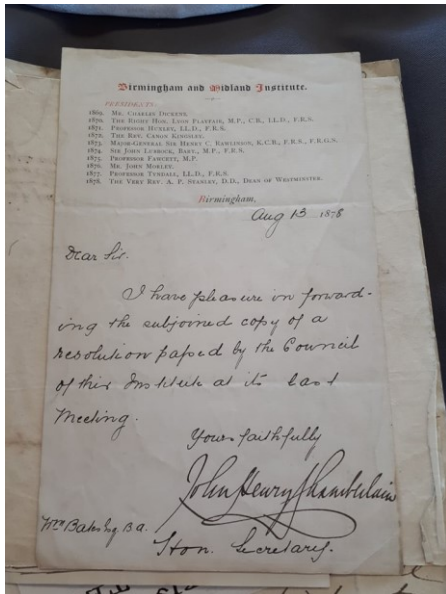 Birmingham and Midland Institute.
PRESIDENTS:
1869. MR. CHARLES DICKENS.
1870. THE RIGHT HON. LYON PLAYFAIR, M.P., C.B., LL.D., F.R.S.
1871. PROFESSOR HUXLEY, LL.D., F.R.S.
1872. THE REV. CANON KINGSLEY.
1873. MAJOR-GENERAL SIR HENRY C. RAWLINSON, K.C.B., F.R.S., F.R.G.S.
1874. SIR JOHN LUBBOCK, BART., M.P., F.R.S.
1875. PROFESSOR FAWCETT, M.P.
1876. MR. JOHN MORLEY.
1877. PROFESSOR TYNDALL, LL.D., F.R.S.
1878. THE VERY REV. A. P. STANLEY, D.D., DEAN OF WESTMINSTER.
Birmingham,
Aug 13 1878
Dear Sir.
I have pleasure in forward-
ing the subjoined copy of a
resolution passed by the Council
of this Institute at its last
Meeting.
Yours faithfully
John Henry Chamberlain
Wm Bates Esq B.a.
Hon. Secretary.